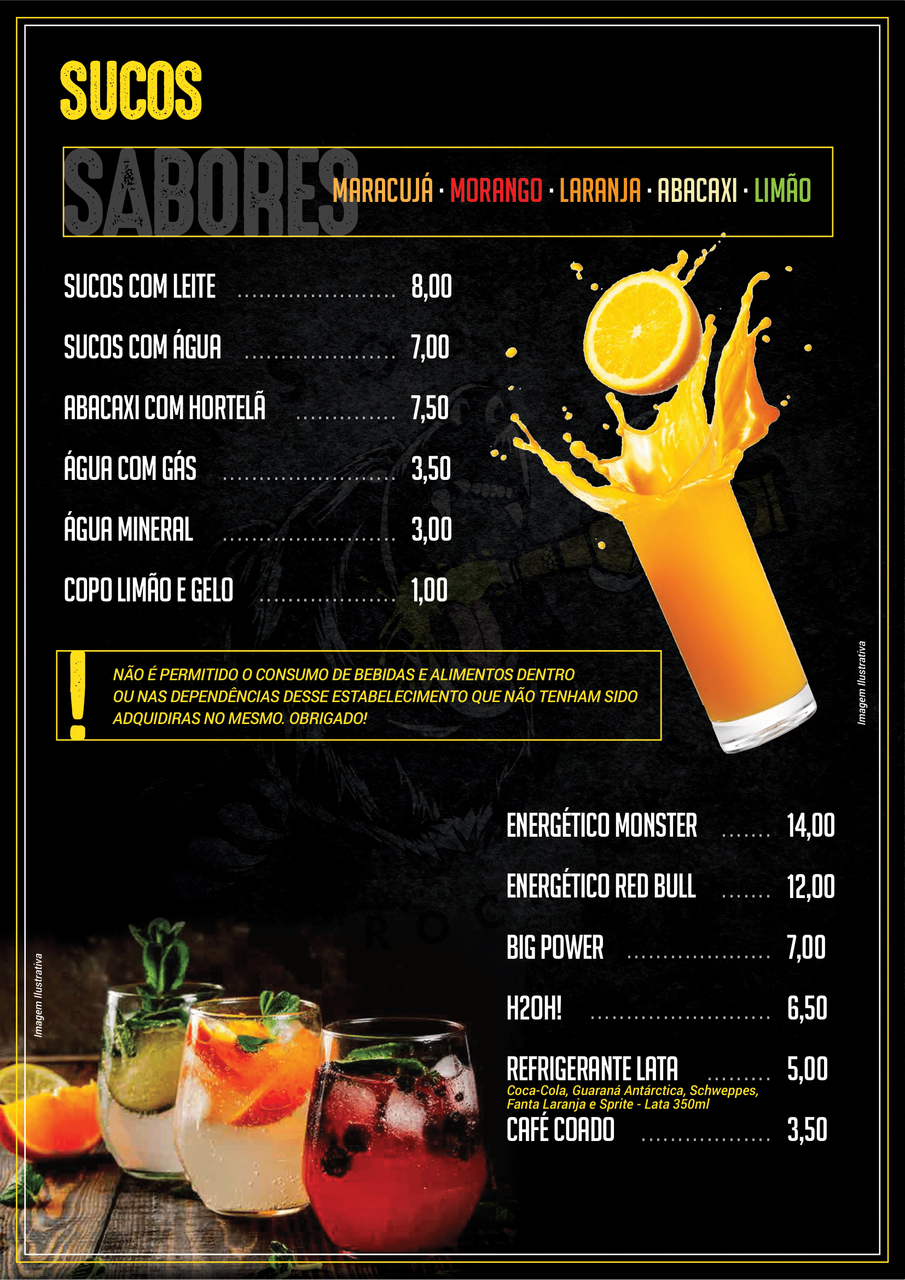 SUCOS
SABORES
MARACUJÁ · MORANGO · LARANJA · ABACAXI · LIMÃO
SUCOS COM LEITE ...................... 8,00
SUCOS COM ÁGUA ..................... 7,00
ABACAXI COM HORTELÃ .............. 7,50
ÁGUA COM GÁS ........................ 3,50
ÁGUA MINERAL ........................ 3,00
COPO LIMÃO E GELO ................... 1,00
! NÃO É PERMITIDO O CONSUMO DE BEBIDAS E ALIMENTOS DENTRO
OU NAS DEPENDÊNCIAS DESSE ESTABELECIMENTO QUE NÃO TENHAM SIDO
ADQUIDIRAS NO MESMO. OBRIGADO!
Imagem Ilustrativa
ENERGÉTICO MONSTER ....... 14,00
ENERGÉTICO RED BULL ....... 12,00
BIG POWER .................... 7,00
H2OH! ......................... 6,50
REFRIGERANTE LATA ......... 5,00
Coca-Cola, Guaraná Antárctica, Schweppes,
Fanta Laranja e Sprite - Lata 350ml
CAFÉ COADO .................. 3,50
Imagem Ilustrativa
ROC